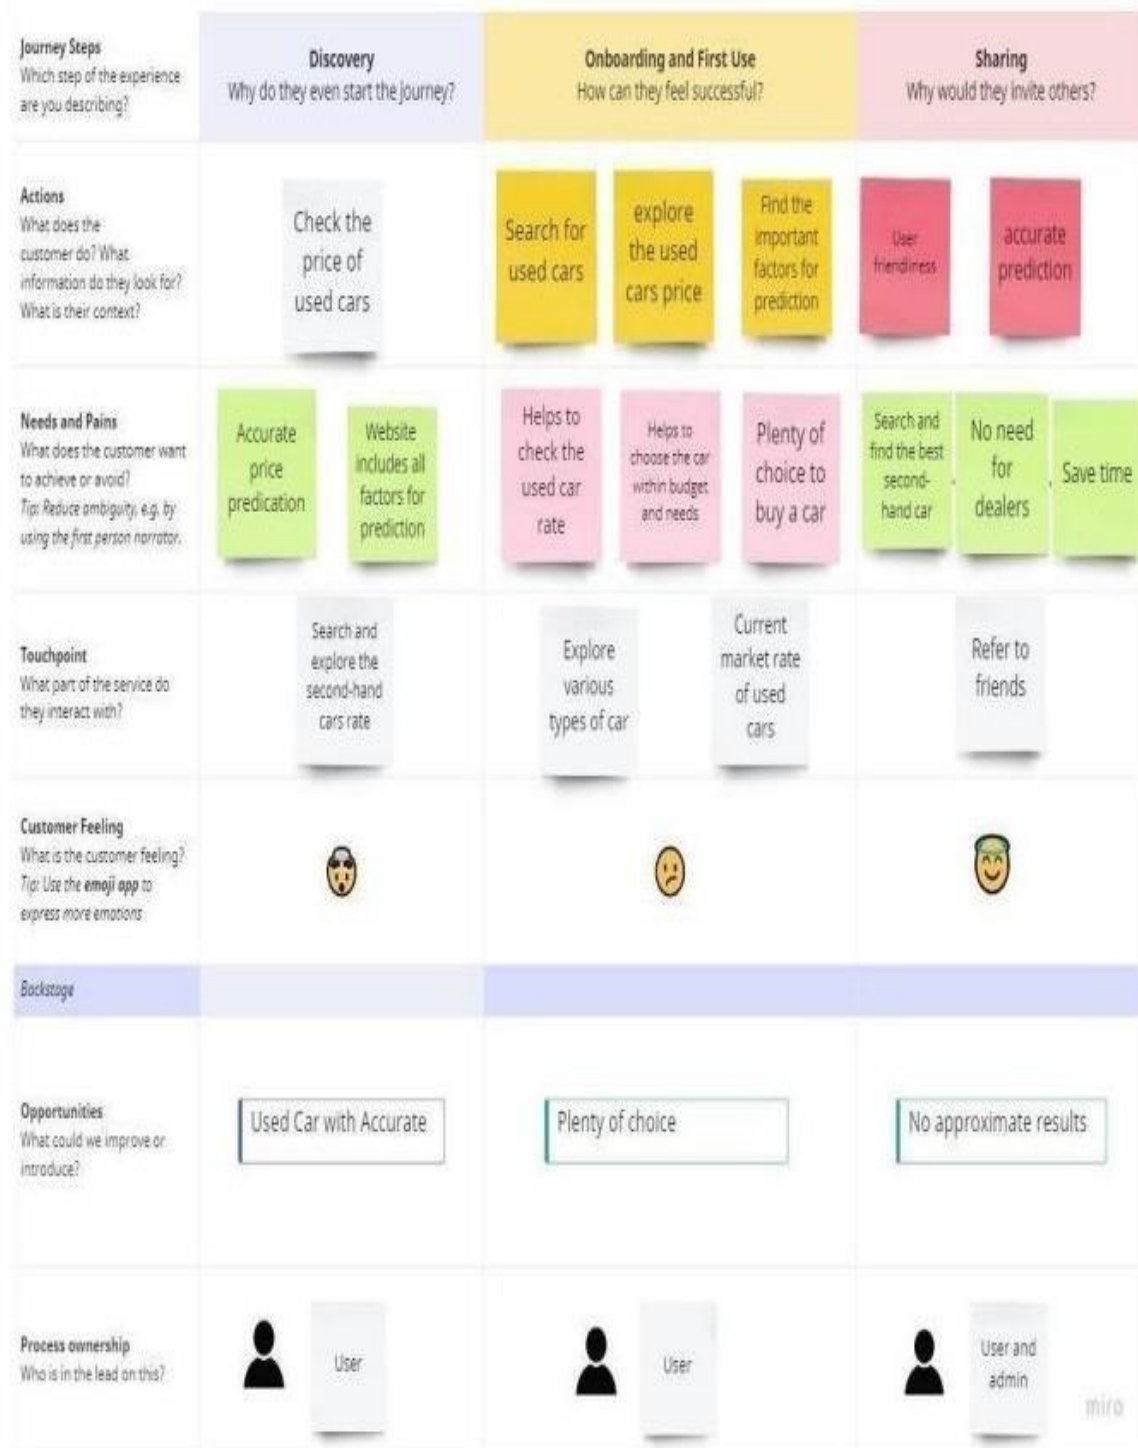 Journey Steps
Which step of the experience
are you describing?
Discovery
Why do they even start the journey?
Onboarding and First Use
How can they feel successful?
Sharing
Why would they invite others?
Actions
What does the
customer do? What
information do they look for?
What is their context?
Check the
price of
used cars
Search for
used cars
explore
the used
cars price
Find the
important
factors for
prediction
User
friendliness
accurate
prediction
Needs and Pains
What does the customer want
to achieve or avoid?
Tip: Reduce ambiguity, e.g. by
using the first person narrator.
Accurate
price
predication
Website
includes all
factors for
prediction
Helps to
check the
used car
rate
Helps to
choose the car
within budget
and needs
Plenty of
choice to
buy a car
Search and
find the best
second-
hand car
No need
for
dealers
Save time
Touchpoint
What part of the service do
they interact with?
Search and
explore the
second-hand
cars rate
Explore
various
types of car
Current
market rate
of used
cars
Refer to
friends
Customer Feeling
What is the customer feeling?
Tip: Use the emoji app to
express more emotions
Backstage
Opportunities
What could we improve or
introduce?
Used Car with Accurate
Plenty of choice
No approximate results
Process ownership
Who is in the lead on this?
User
User
User and
admin
miro